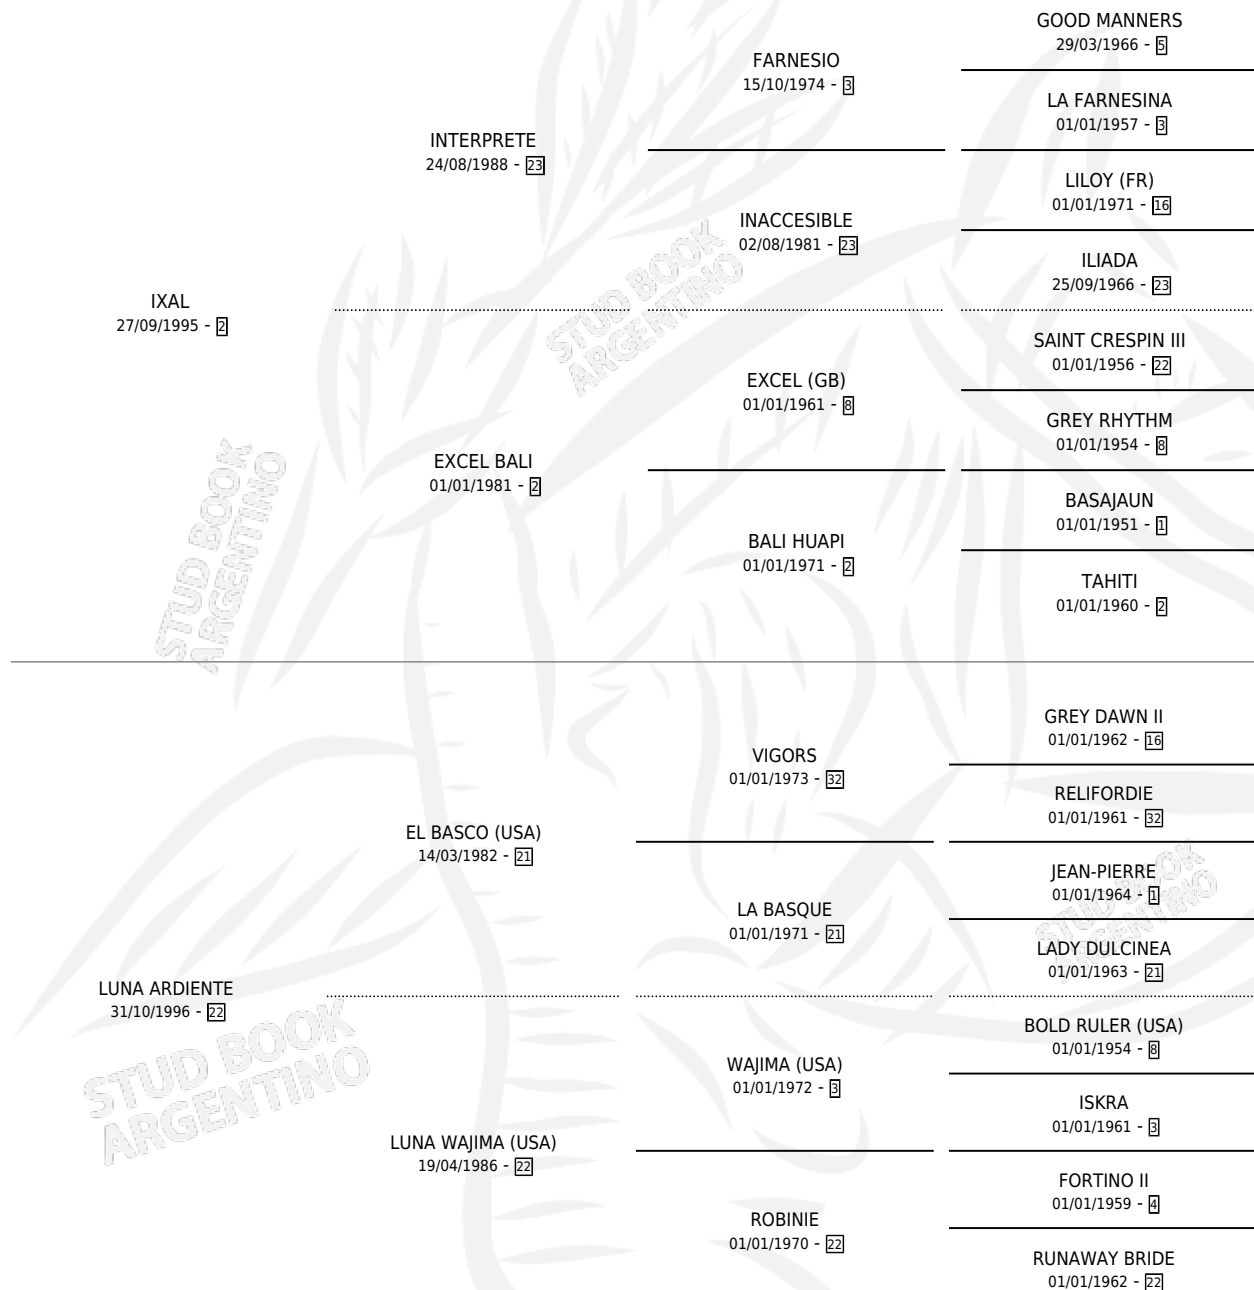 GOOD MANNERS
29/03/1966 - 5
FARNESIO
15/10/1974 - 3
LA FARNESINA
01/01/1957 - 3
INTERPRETE
24/08/1988 - 23
LILOY (FR)
01/01/1971 - 16
INACCESIBLE
02/08/1981 - 23
ILIADA
25/09/1966 - 23
IXAL
27/09/1995 - 2
STUD BOOK
ARGENTINO
SAINT CRESPIN III
01/01/1956 - 22
EXCEL (GB)
01/01/1961 - 8
GREY RHYTHM
01/01/1954 - 8
EXCEL BALI
01/01/1981 - 2
BASAJAUN
01/01/1951 - 1
BALI HUAPI
01/01/1971 - 2
TAHITI
01/01/1960 - 2
STUD BOOK
ARGENTINO
GREY DAWN II
01/01/1962 - 16
VIGORS
01/01/1973 - 32
RELIFORDIE
01/01/1961 - 32
EL BASCO (USA)
14/03/1982 - 21
JEAN-PIERRE
01/01/1964 - 1
LA BASQUE
01/01/1971 - 21
STUD BOOK
ARGENTINO
LADY DULCINEA
01/01/1963 - 21
LUNA ARDIENTE
31/10/1996 - 22
STUD BOOK
ARGENTINO
BOLD RULER (USA)
01/01/1954 - 8
WAJIMA (USA)
01/01/1972 - 3
ISKRA
01/01/1961 - 3
LUNA WAJIMA (USA)
19/04/1986 - 22
FORTINO II
01/01/1959 - 4
ROBINIE
01/01/1970 - 22
RUNAWAY BRIDE
01/01/1962 - 22